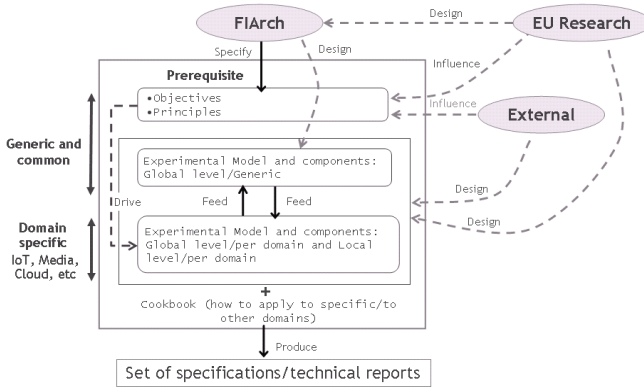 FIArch
Design
EU Research
Specify
Design
Influence
Prerequisite
•Objectives
•Principles
Influence
External
Generic and
common
Experimental Model and components:
Global level/Generic
Drive
Feed
Feed
Design
Design
Domain
specific
IoT, Media,
Cloud, etc
Experimental Model and components:
Global level/per domain and Local
level/per domain
+
Cookbook (how to apply to specific/to
other domains)
Produce
Set of specifications/technical reports